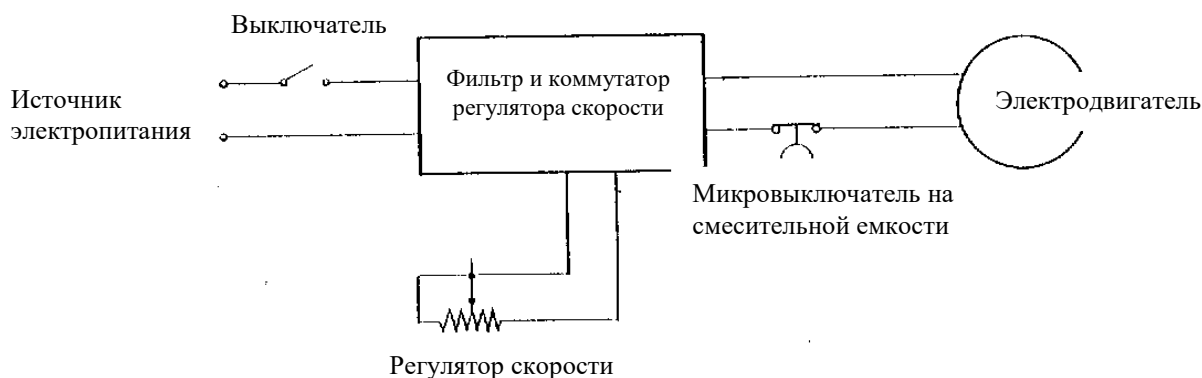 Выключатель
Источник
электропитания
Фильтр и коммутатор
регулятора скорости
Электродвигатель
Микровыключатель на
смесительной емкости
Регулятор скорости